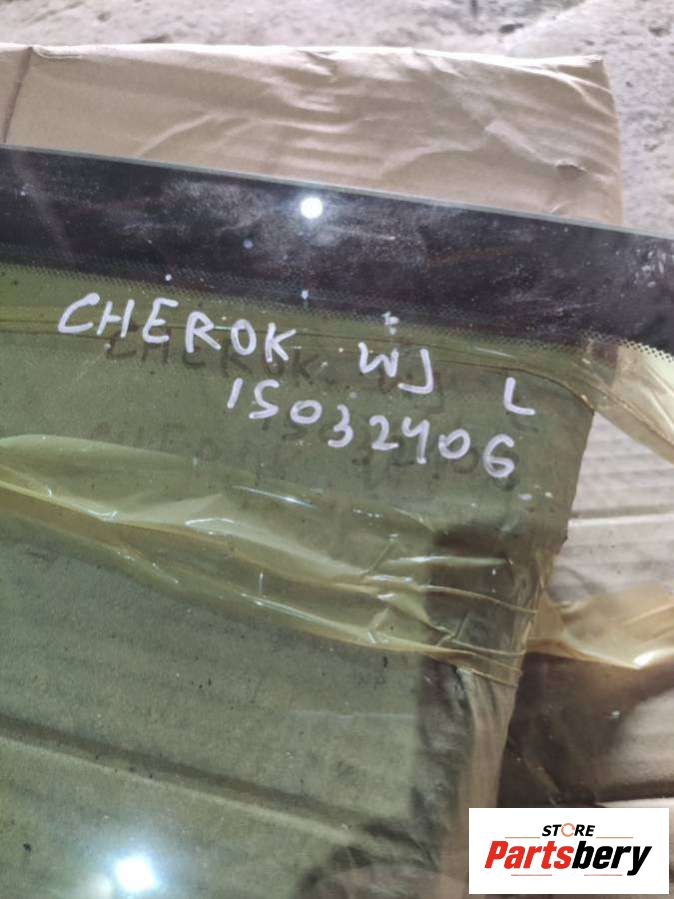 CHEROK WJ L
15032406
STORE
Partsbery